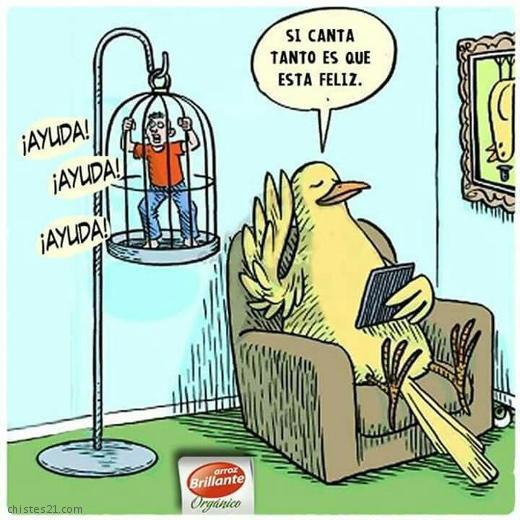 SI CANTA
TANTO ES QUE
ESTA FELIZ.
¡AYUDA!
¡AYUDA!
¡AYUDA!
arroz
Brillante
Orgánico
chistes21.com